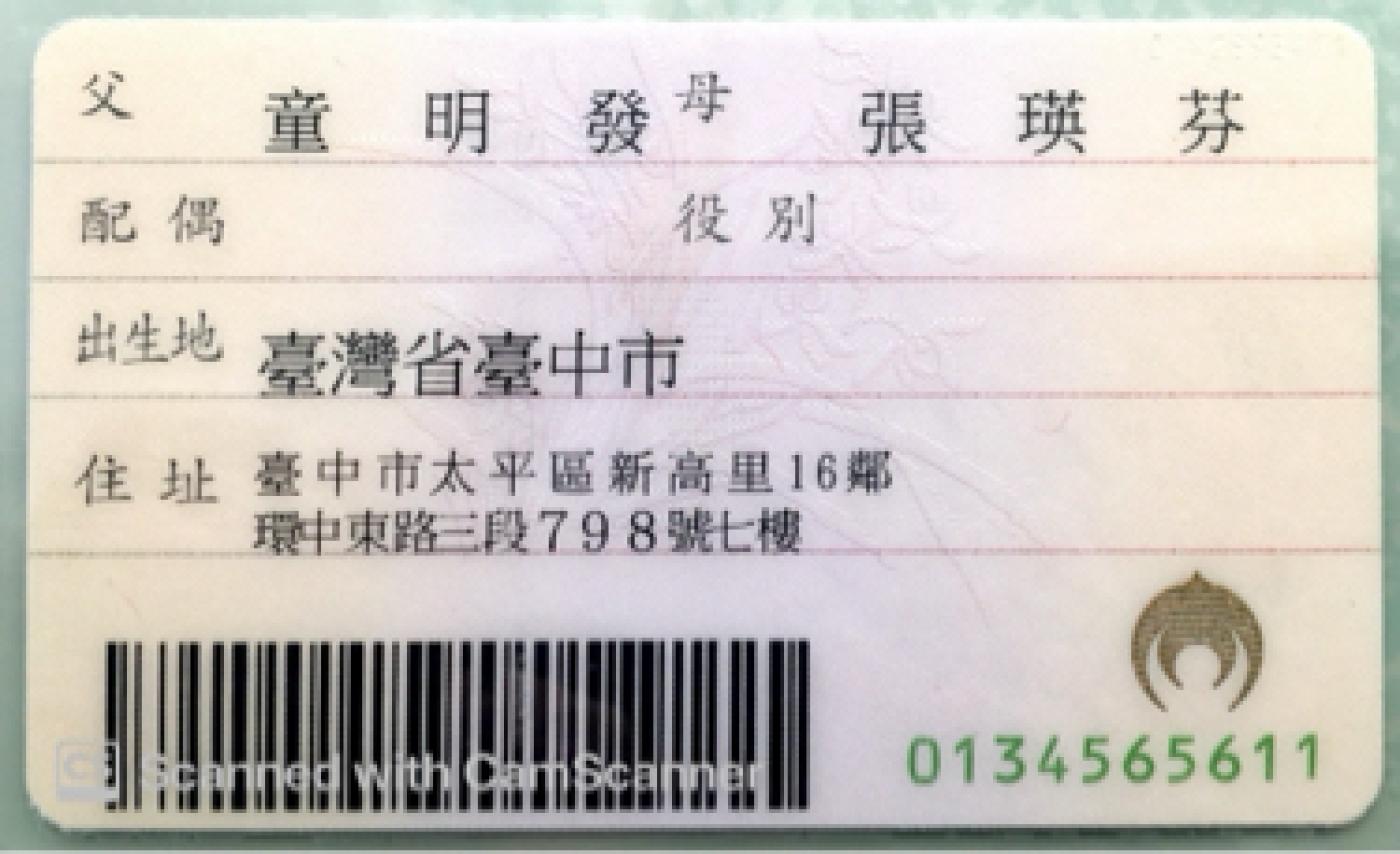 父 童明發 母 張瑛芬
配偶 役別
出生地 臺灣省臺中市
住址 臺中市太平區新高里16鄰
環中東路三段798號七樓
0134565611
CS Scanned with CamScanner